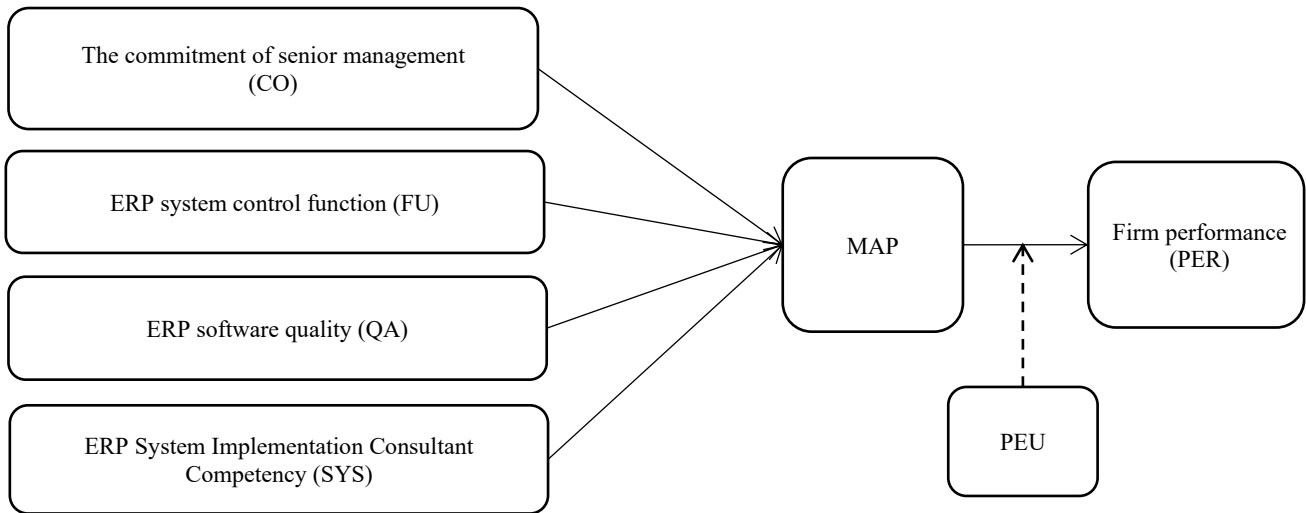 The commitment of senior management
(CO)
ERP system control function (FU)
ERP software quality (QA)
ERP System Implementation Consultant
Competency (SYS)
MAP
Firm performance
(PER)
PEU